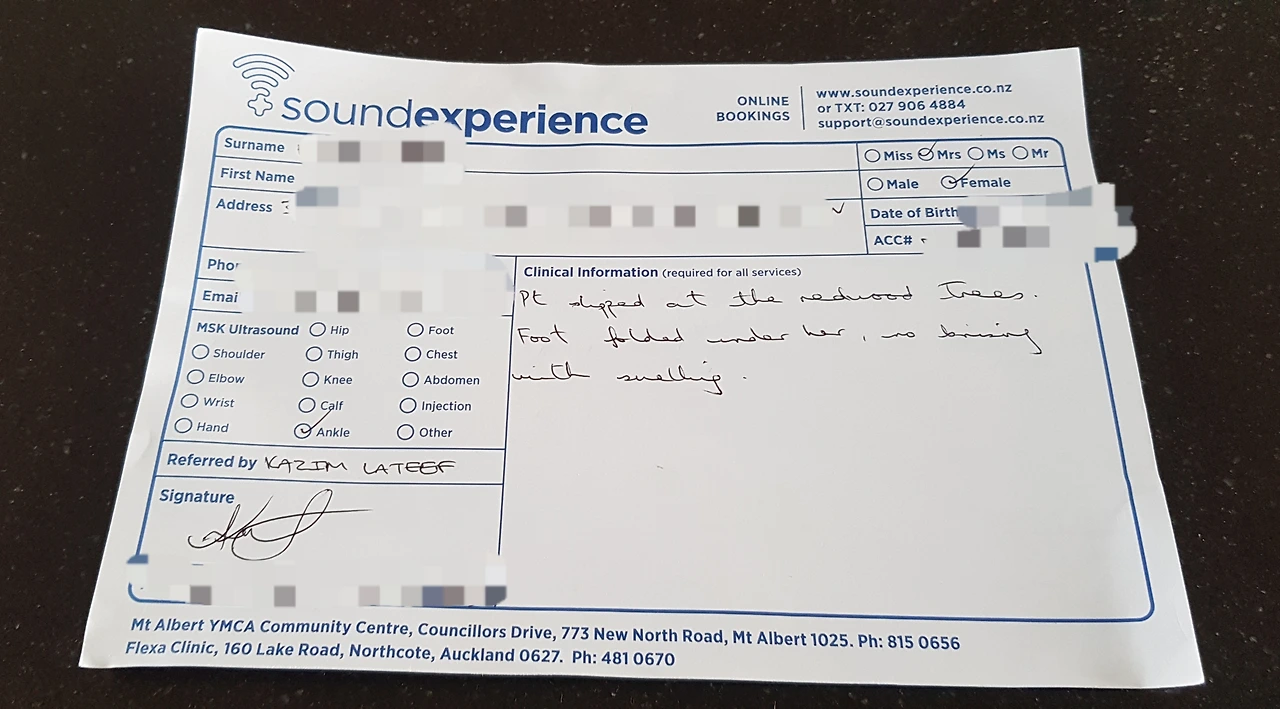 soundexperience
ONLINE BOOKINGS
www.soundexperience.co.nz
or TXT: 027 906 4884
support@soundexperience.co.nz
Surname
Miss Mrs Ms Mr
First Name
Male Female
Address
Date of Birth
ACC#
Phon
Emai
Clinical Information (required for all services)
Pt slipped at the redwood Trees.
Foot folded under her, no bruising
with swelling.
MSK Ultrasound Hip Foot
Shoulder Thigh Chest
Elbow Knee Abdomen
Wrist Calf Injection
Hand Ankle Other
Referred by KAZIM LATEEF
Signature
Mt Albert YMCA Community Centre, Councillors Drive, 773 New North Road, Mt Albert 1025. Ph: 815 0656
Flexa Clinic, 160 Lake Road, Northcote, Auckland 0627. Ph: 481 0670